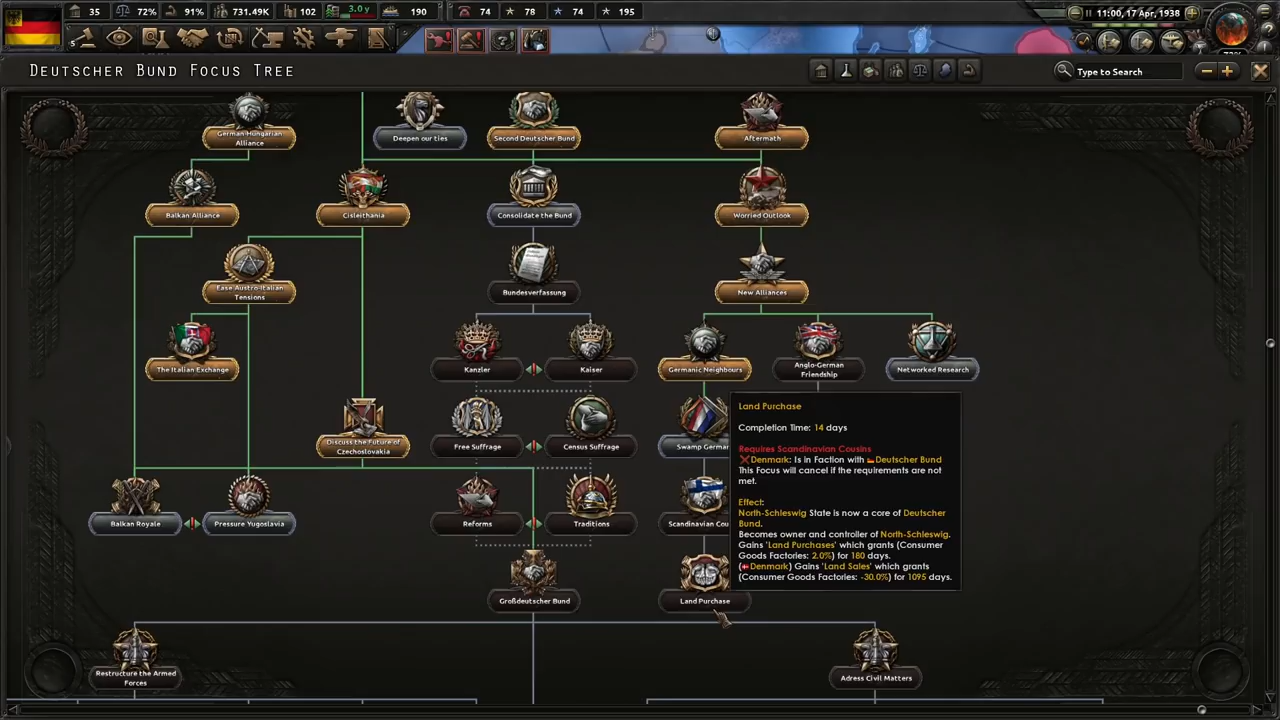 35 72% 91% 731.49K 102 3.0 y 190 74 78 74 195 11:00, 17 Apr, 1938
5
72%
Deutscher Bund Focus Tree
Type to Search
German-Hungarian
Alliance
Deepen our ties
Second Deutscher Bund
Aftermath
Balkan Alliance
Cisleithania
Consolidate the Bund
Worried Outlook
Ease Austro-Italian
Tensions
Bundesverfassung
New Alliances
The Italian Exchange
Kanzler
Kaiser
Germanic Neighbours
Anglo-German
Friendship
Networked Research
Discuss the Future of
Czechoslovakia
Free Suffrage
Census Suffrage
Swamp German
Balkan Royale
Pressure Yugoslavia
Reforms
Traditions
Scandinavian Cou
Großdeutscher Bund
Land Purchase
Restructure the Armed
Forces
Adress Civil Matters
Land Purchase
Completion Time: 14 days
Requires Scandinavian Cousins
Denmark: Is in Faction with Deutscher Bund
This Focus will cancel if the requirements are not
met.
Effect:
North-Schleswig State is now a core of Deutscher
Bund.
Becomes owner and controller of North-Schleswig.
Gains 'Land Purchases' which grants (Consumer
Goods Factories: 2.0%) for 180 days.
(Denmark) Gains 'Land Sales' which grants
(Consumer Goods Factories: -30.0%) for 1095 days.